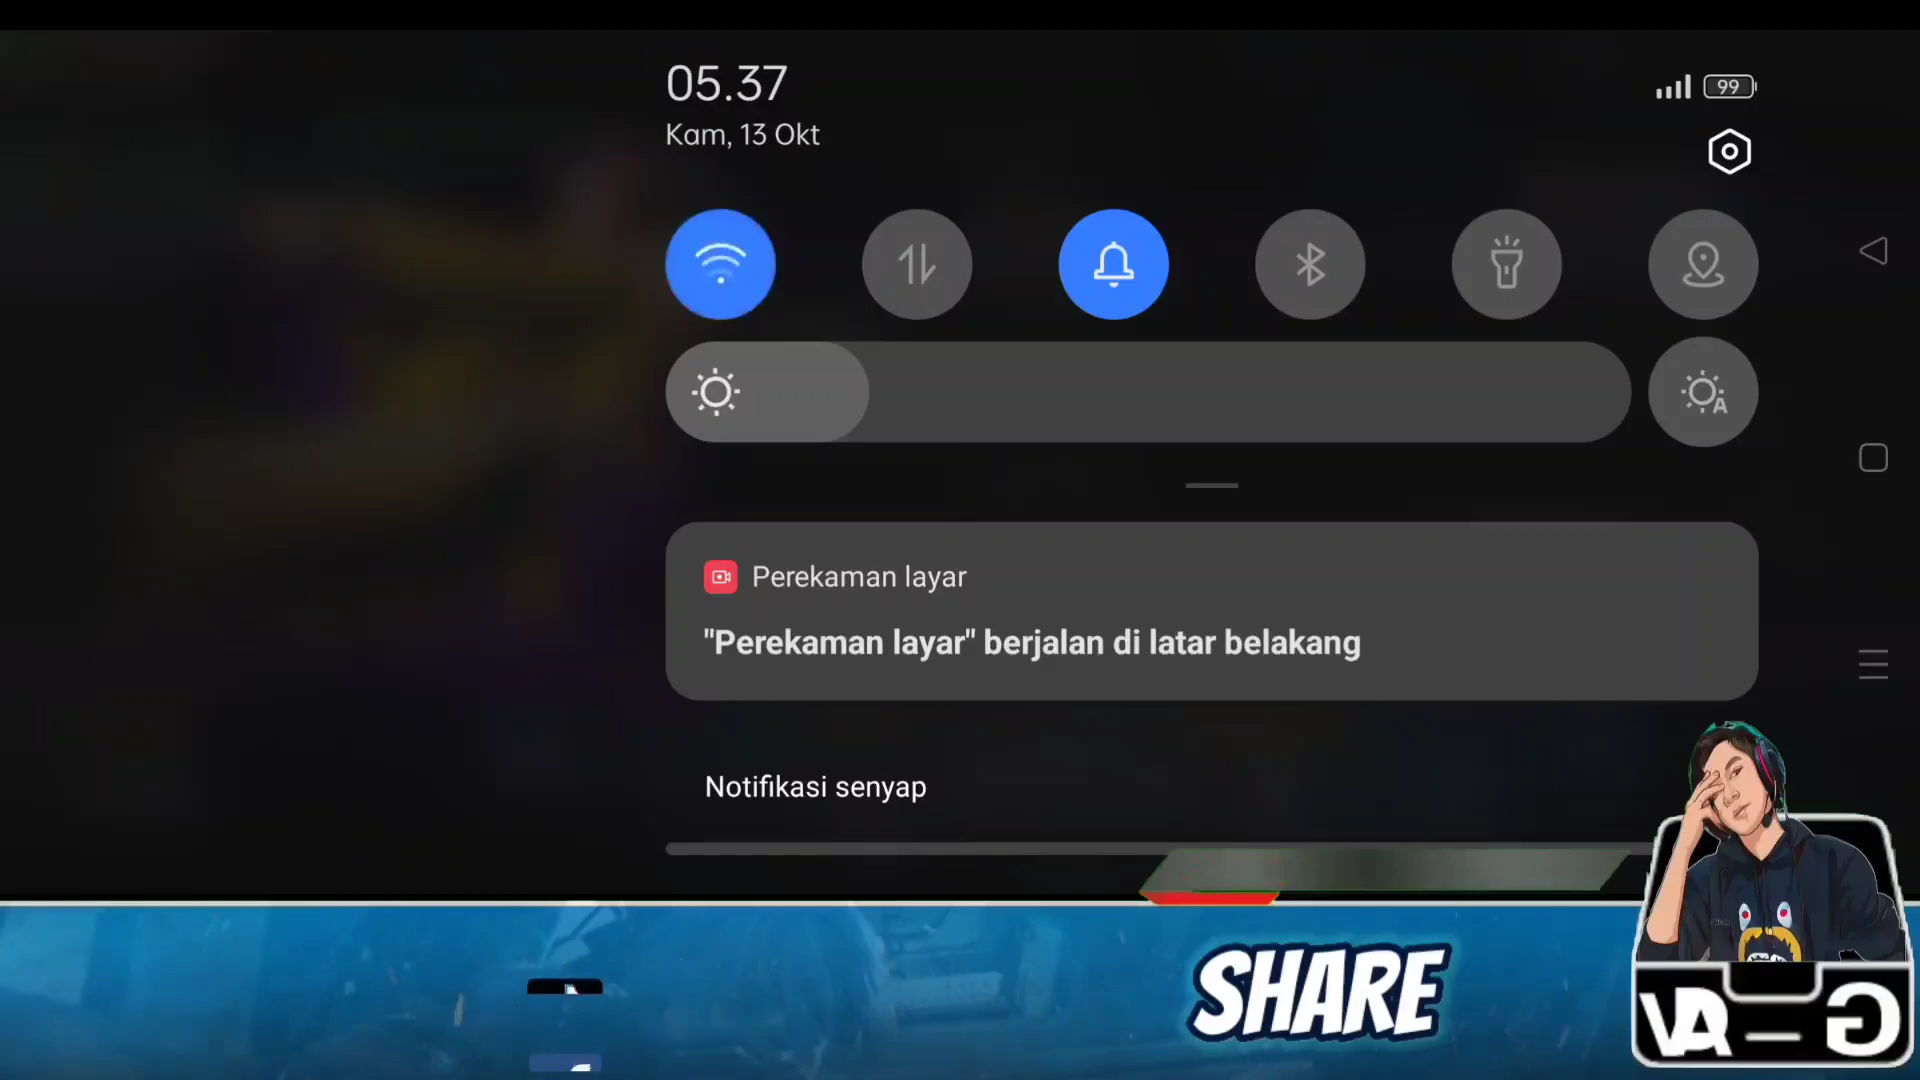 05.37
99
Kam, 13 Okt
A
Perekaman layar
"Perekaman layar" berjalan di latar belakang
Notifikasi senyap
SHARE